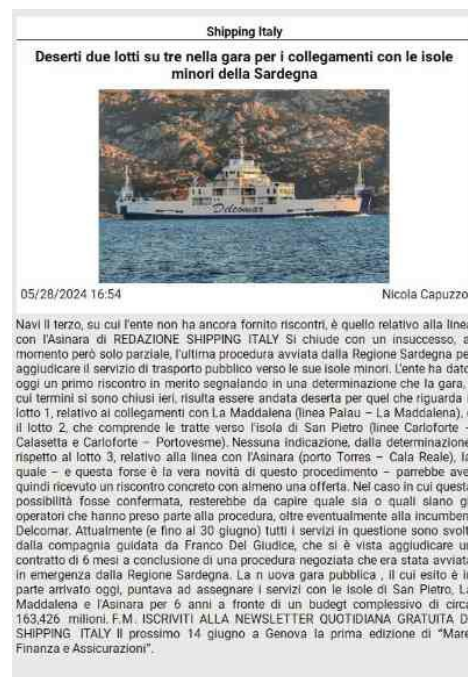 Shipping Italy
Deserti due lotti su tre nella gara per i collegamenti con le isole
minori della Sardegna
Delcomar
05/28/2024 16:54 Nicola Capuzzo
Navi Il terzo, su cui l'ente non ha ancora fornito riscontri, è quello relativo alla linea
con l'Asinara di REDAZIONE SHIPPING ITALY Si chiude con un insuccesso, al
momento però solo parziale, l'ultima procedura avviata dalla Regione Sardegna per
aggiudicare il servizio di trasporto pubblico verso le sue isole minori. L'ente ha dato
oggi un primo riscontro in merito segnalando in una determinazione che la gara, i
cui termini si sono chiusi ieri, risulta essere andata deserta per quel che riguarda il
lotto 1, relativo ai collegamenti con La Maddalena (linea Palau – La Maddalena), e
il lotto 2, che comprende le tratte verso l'isola di San Pietro (linee Carloforte –
Calasetta e Carloforte – Portovesme). Nessuna indicazione, dalla determinazione,
rispetto al lotto 3, relativo alla linea con l'Asinara (porto Torres – Cala Reale), la
quale – e questa forse è la vera novità di questo procedimento – parrebbe aver
quindi ricevuto un riscontro concreto con almeno una offerta. Nel caso in cui questa
possibilità fosse confermata, resterebbe da capire quale sia o quali siano gli
operatori che hanno preso parte alla procedura, oltre eventualmente alla incumbent
Delcomar. Attualmente (e fino al 30 giugno) tutti i servizi in questione sono svolti
dalla compagnia guidata da Franco Del Giudice, che si è vista aggiudicare un
contratto di 6 mesi a conclusione di una procedura negoziata che era stata avviata
in emergenza dalla Regione Sardegna. La n uova gara pubblica , il cui esito è in
parte arrivato oggi, puntava ad assegnare i servizi con le isole di San Pietro, La
Maddalena e l'Asinara per 6 anni a fronte di un budegt complessivo di circa
163,426 milioni. F.M. ISCRIVITI ALLA NEWSLETTER QUOTIDIANA GRATUITA DI
SHIPPING ITALY Il prossimo 14 giugno a Genova la prima edizione di "Mare,
Finanza e Assicurazioni".